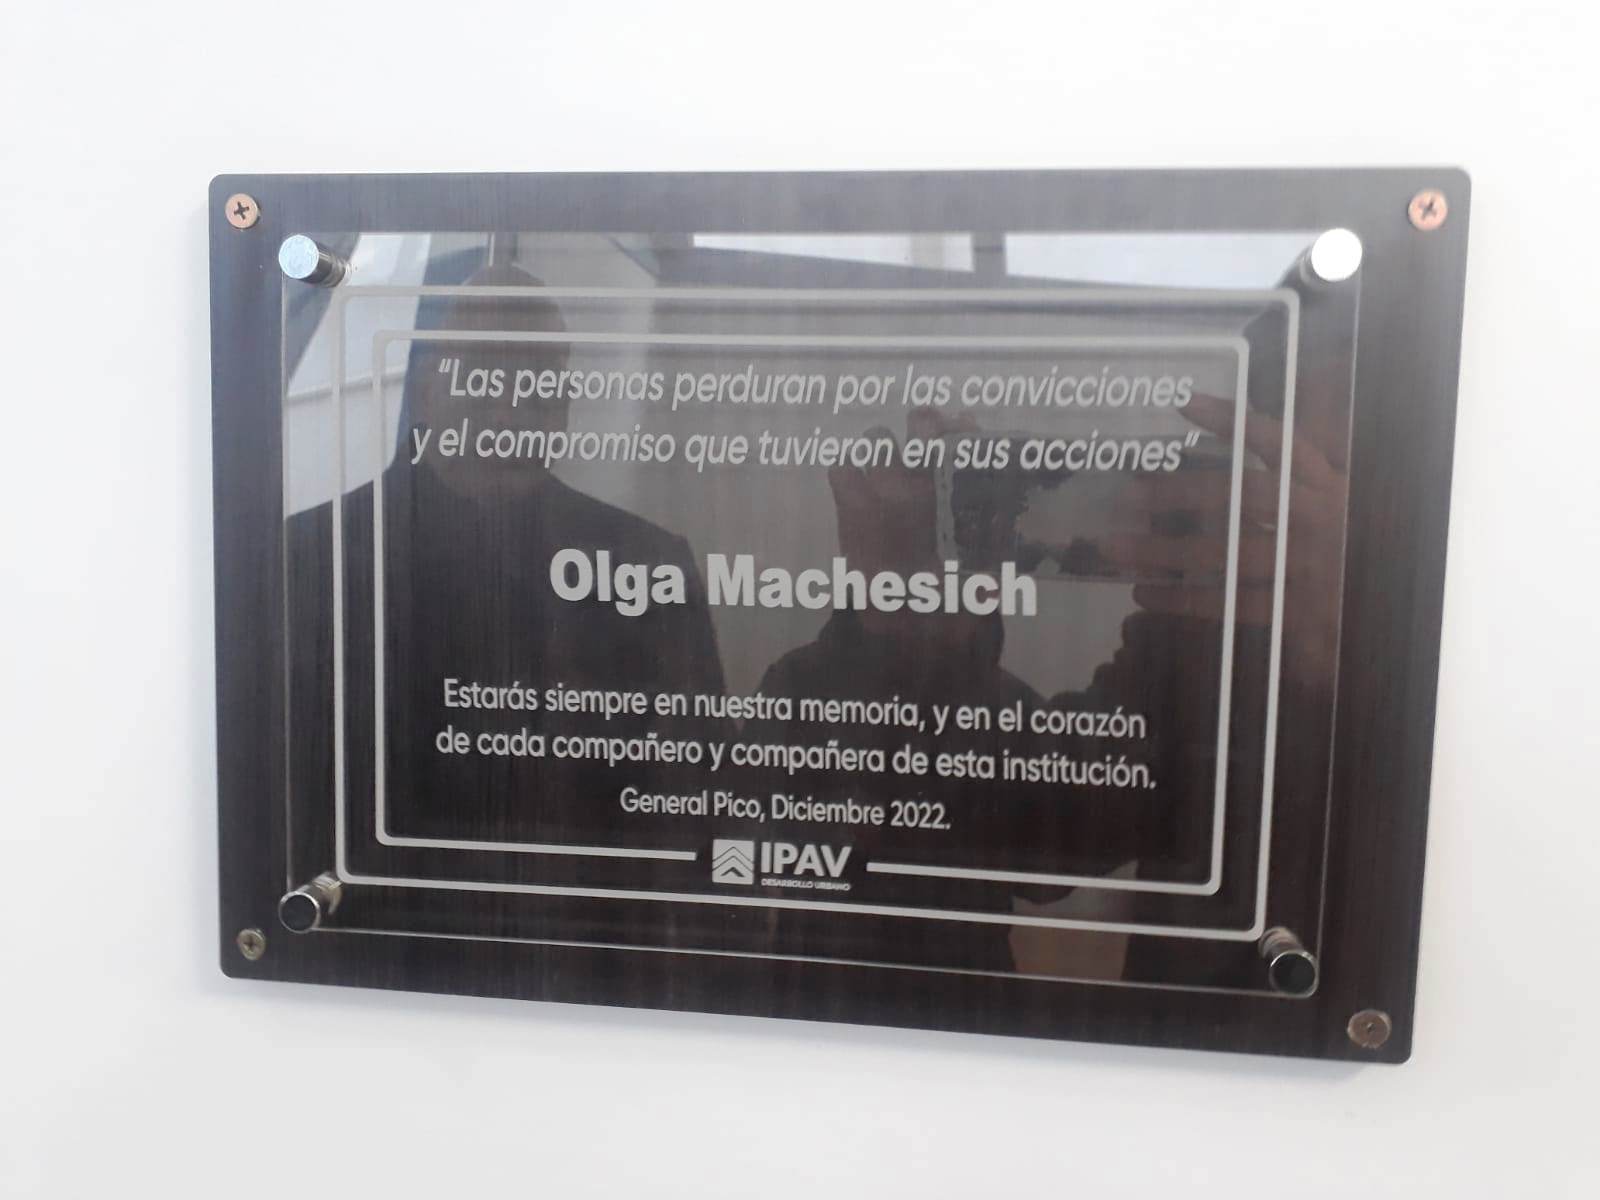 "Las personas perduran por las convicciones
y el compromiso que tuvieron en sus acciones"
Olga Machesich
Estarás siempre en nuestra memoria, y en el corazón
de cada compañero y compañera de esta institución.
General Pico, Diciembre 2022.
IPAV
DESARROLLO URBANO